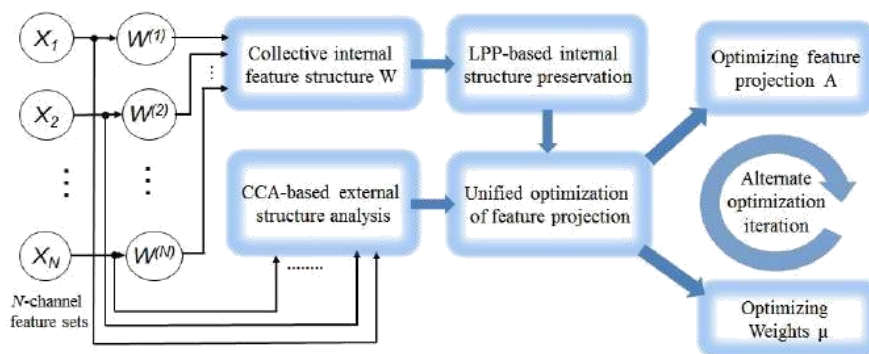 X₁
W⁽¹⁾
Collective internal
feature structure W
LPP-based internal
structure preservation
Optimizing feature
projection A
X₂
W⁽²⁾
CCA-based external
structure analysis
Unified optimization
of feature projection
Alternate
optimization
iteration
X_N
W⁽ᴺ⁾
N-channel
feature sets
Optimizing
Weights μ